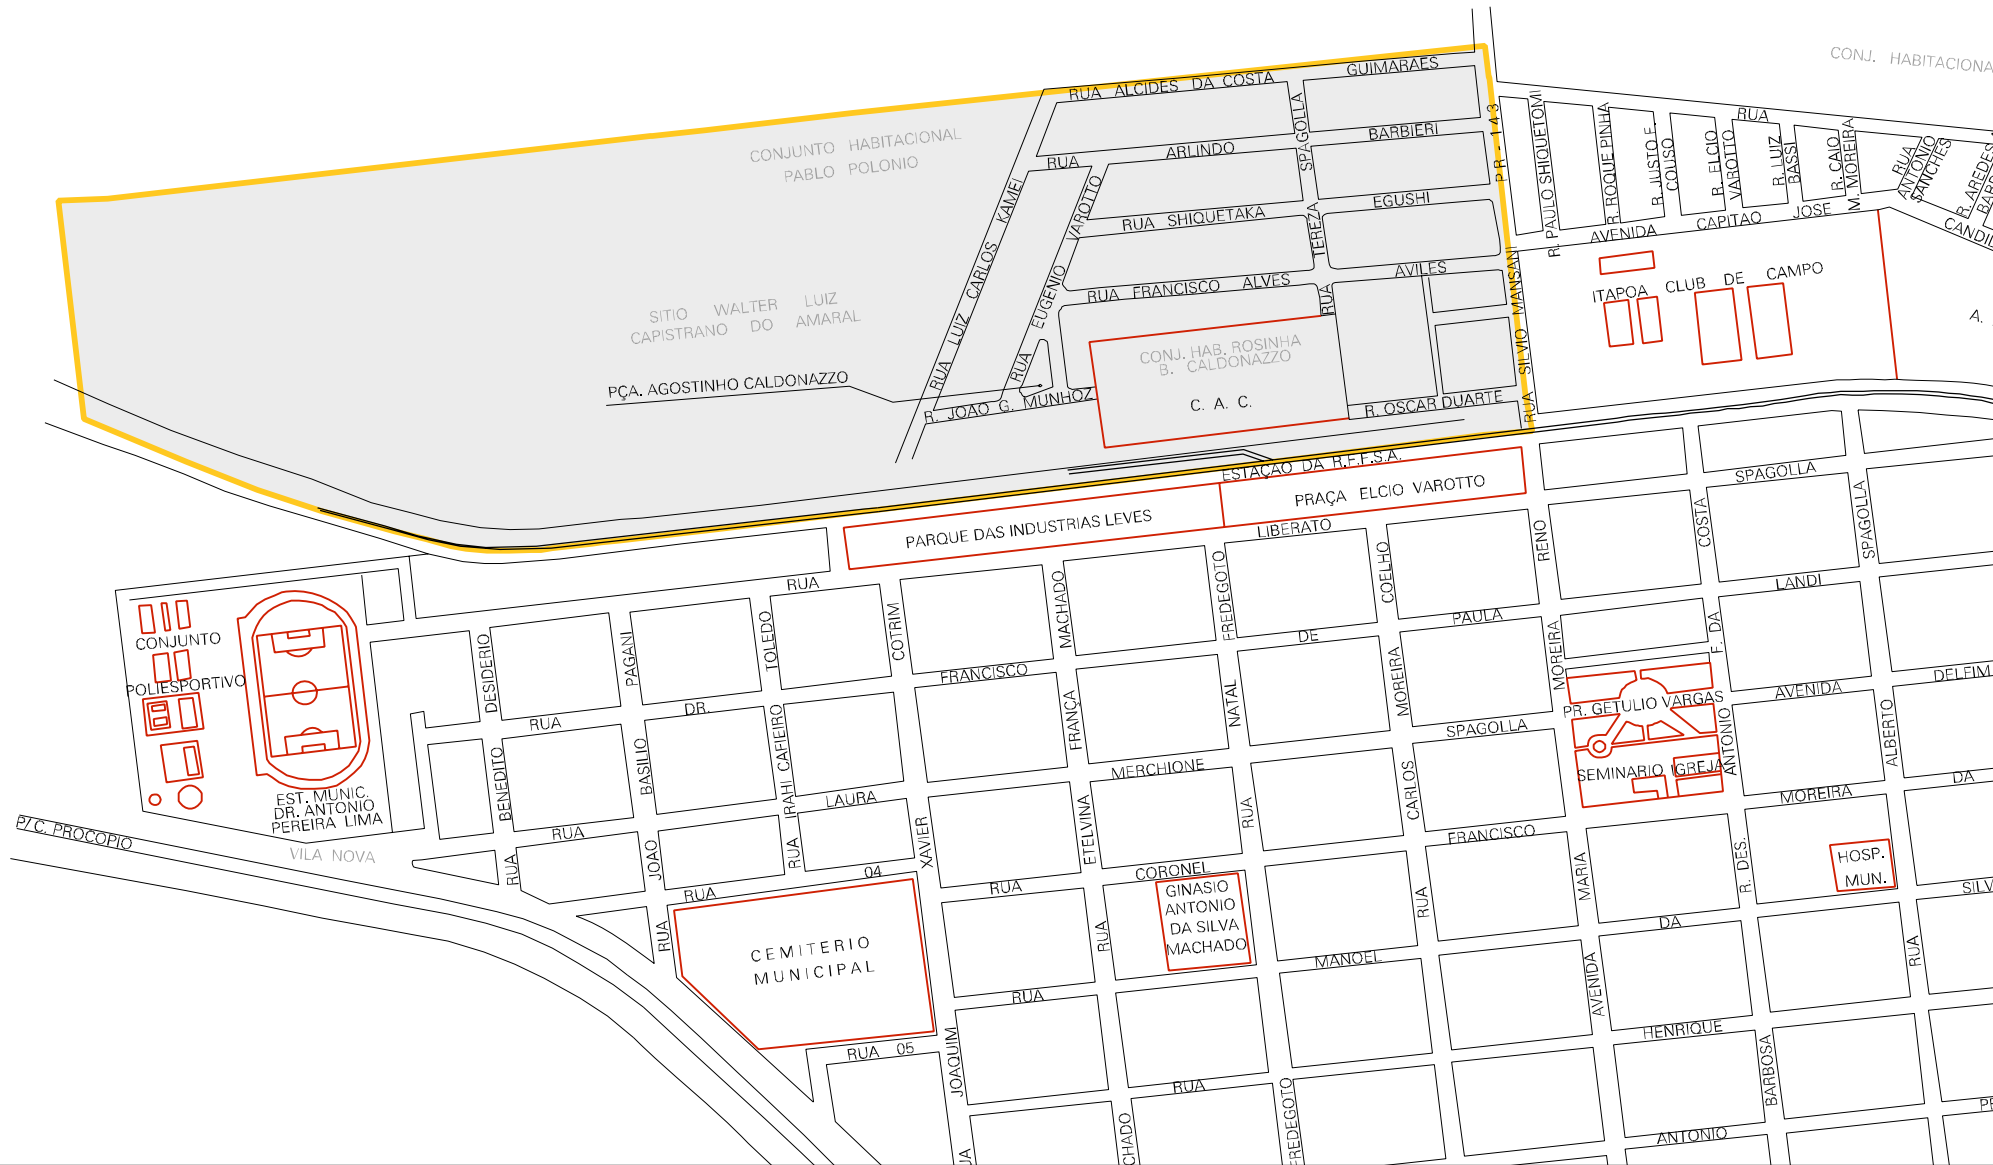 CONJ. HABITACIONA
GUIMARAES
RUA ALCIDES DA COSTA
SPAGOLLA
BARBIERI
RUA ARLINDO
CONJUNTO HABITACIONAL
PABLO POLONIO
PR-143
R. PAULO SHIQUETOMI
R. ROQUE PINHA
R. JUSTO F.
COUSO
R. ELCIO
VAROTTO
RUA
R. LUIZ
BASSI
R. CAIO
M. MOREIRA
RUA
ANTONIO
SANCHES
R. AREDES
CANDID
AVENIDA CAPITAO JOSE
EGUSHI
RUA SHIQUETAKA
TEREZA
RUA
AVILES
RUA FRANCISCO ALVES
RUA LUIZ CARLOS KAMEI
RUA EUGENIO VAROTTO
RUA SILVIO MANSANI
SITIO WALTER LUIZ
CAPISTRANO DO AMARAL
ITAPOA CLUB DE CAMPO
A.
CONJ. HAB. ROSINHA
B. CALDONAZZO
C. A. C.
PÇA. AGOSTINHO CALDONAZZO
R. JOAO G. MUNHOZ
R. OSCAR DUARTE
ESTAÇAO DA R.F.F.S.A.
PRAÇA ELCIO VAROTTO
PARQUE DAS INDUSTRIAS LEVES
RUA
LIBERATO
SPAGOLLA
CONJUNTO
POLIESPORTIVO
EST. MUNIC.
DR. ANTONIO
PEREIRA LIMA
VILA NOVA
P/ C. PROCOPIO
DESIDERIO
BENEDITO
RUA
PAGANI
BASILIO
JOAO
RUA
TOLEDO
RUA IRAHI CAFIEIRO
COTRIM
XAVIER
JOAQUIM
UA
MACHADO
FRANÇA
ETELVINA
RUA
CHADO
FREDEGOTO
NATAL
RUA
FREDEGOTO
COELHO
MOREIRA
CARLOS
RUA
RENO
MOREIRA
MARIA
AVENIDA
COSTA
F. DA
ANTONIO
R. DES.
BARBOSA
SPAGOLLA
ALBERTO
RUA
RUA
DR.
FRANCISCO
DE
PAULA
LANDI
RUA
LAURA
MERCHIONE
SPAGOLLA
AVENIDA
DELFIM
RUA
04
RUA
CORONEL
FRANCISCO
MOREIRA
DA
PR. GETULIO VARGAS
SEMINARIO IGREJA
HOSP.
MUN.
GINASIO
ANTONIO
DA SILVA
MACHADO
CEMITERIO
MUNICIPAL
RUA
MANOEL
DA
SILV
RUA 05
RUA
HENRIQUE
ANTONIO